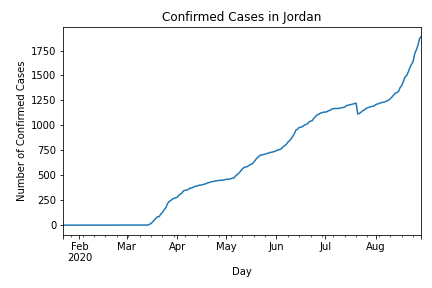 Confirmed Cases in Jordan
Number of Confirmed Cases
1750
1500
1250
1000
750
500
250
0
Feb Mar Apr May Jun Jul Aug
2020
Day